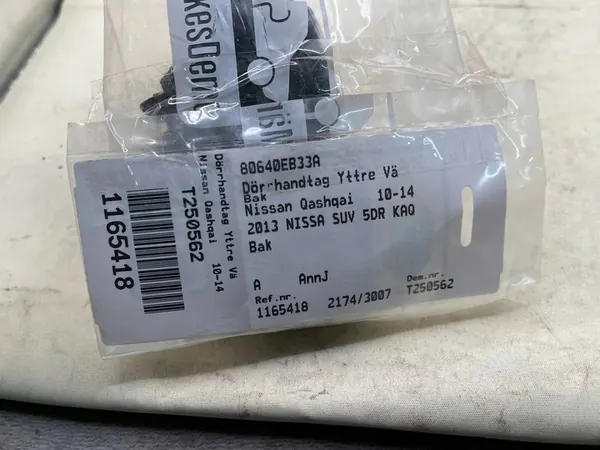 kesDem
80640EB33A
Dörrhandtag Yttre Vä
Bak
Nissan Qashqai 10-14
2013 NISSA SUV 5DR KAQ
Bak
A AnnJ
Ref.nr. Dem.nr.
1165418 2174/3007 T250562
Dörrhandtag Yttre Vä
Nissan Qashqai 10-14
T250562
1165418